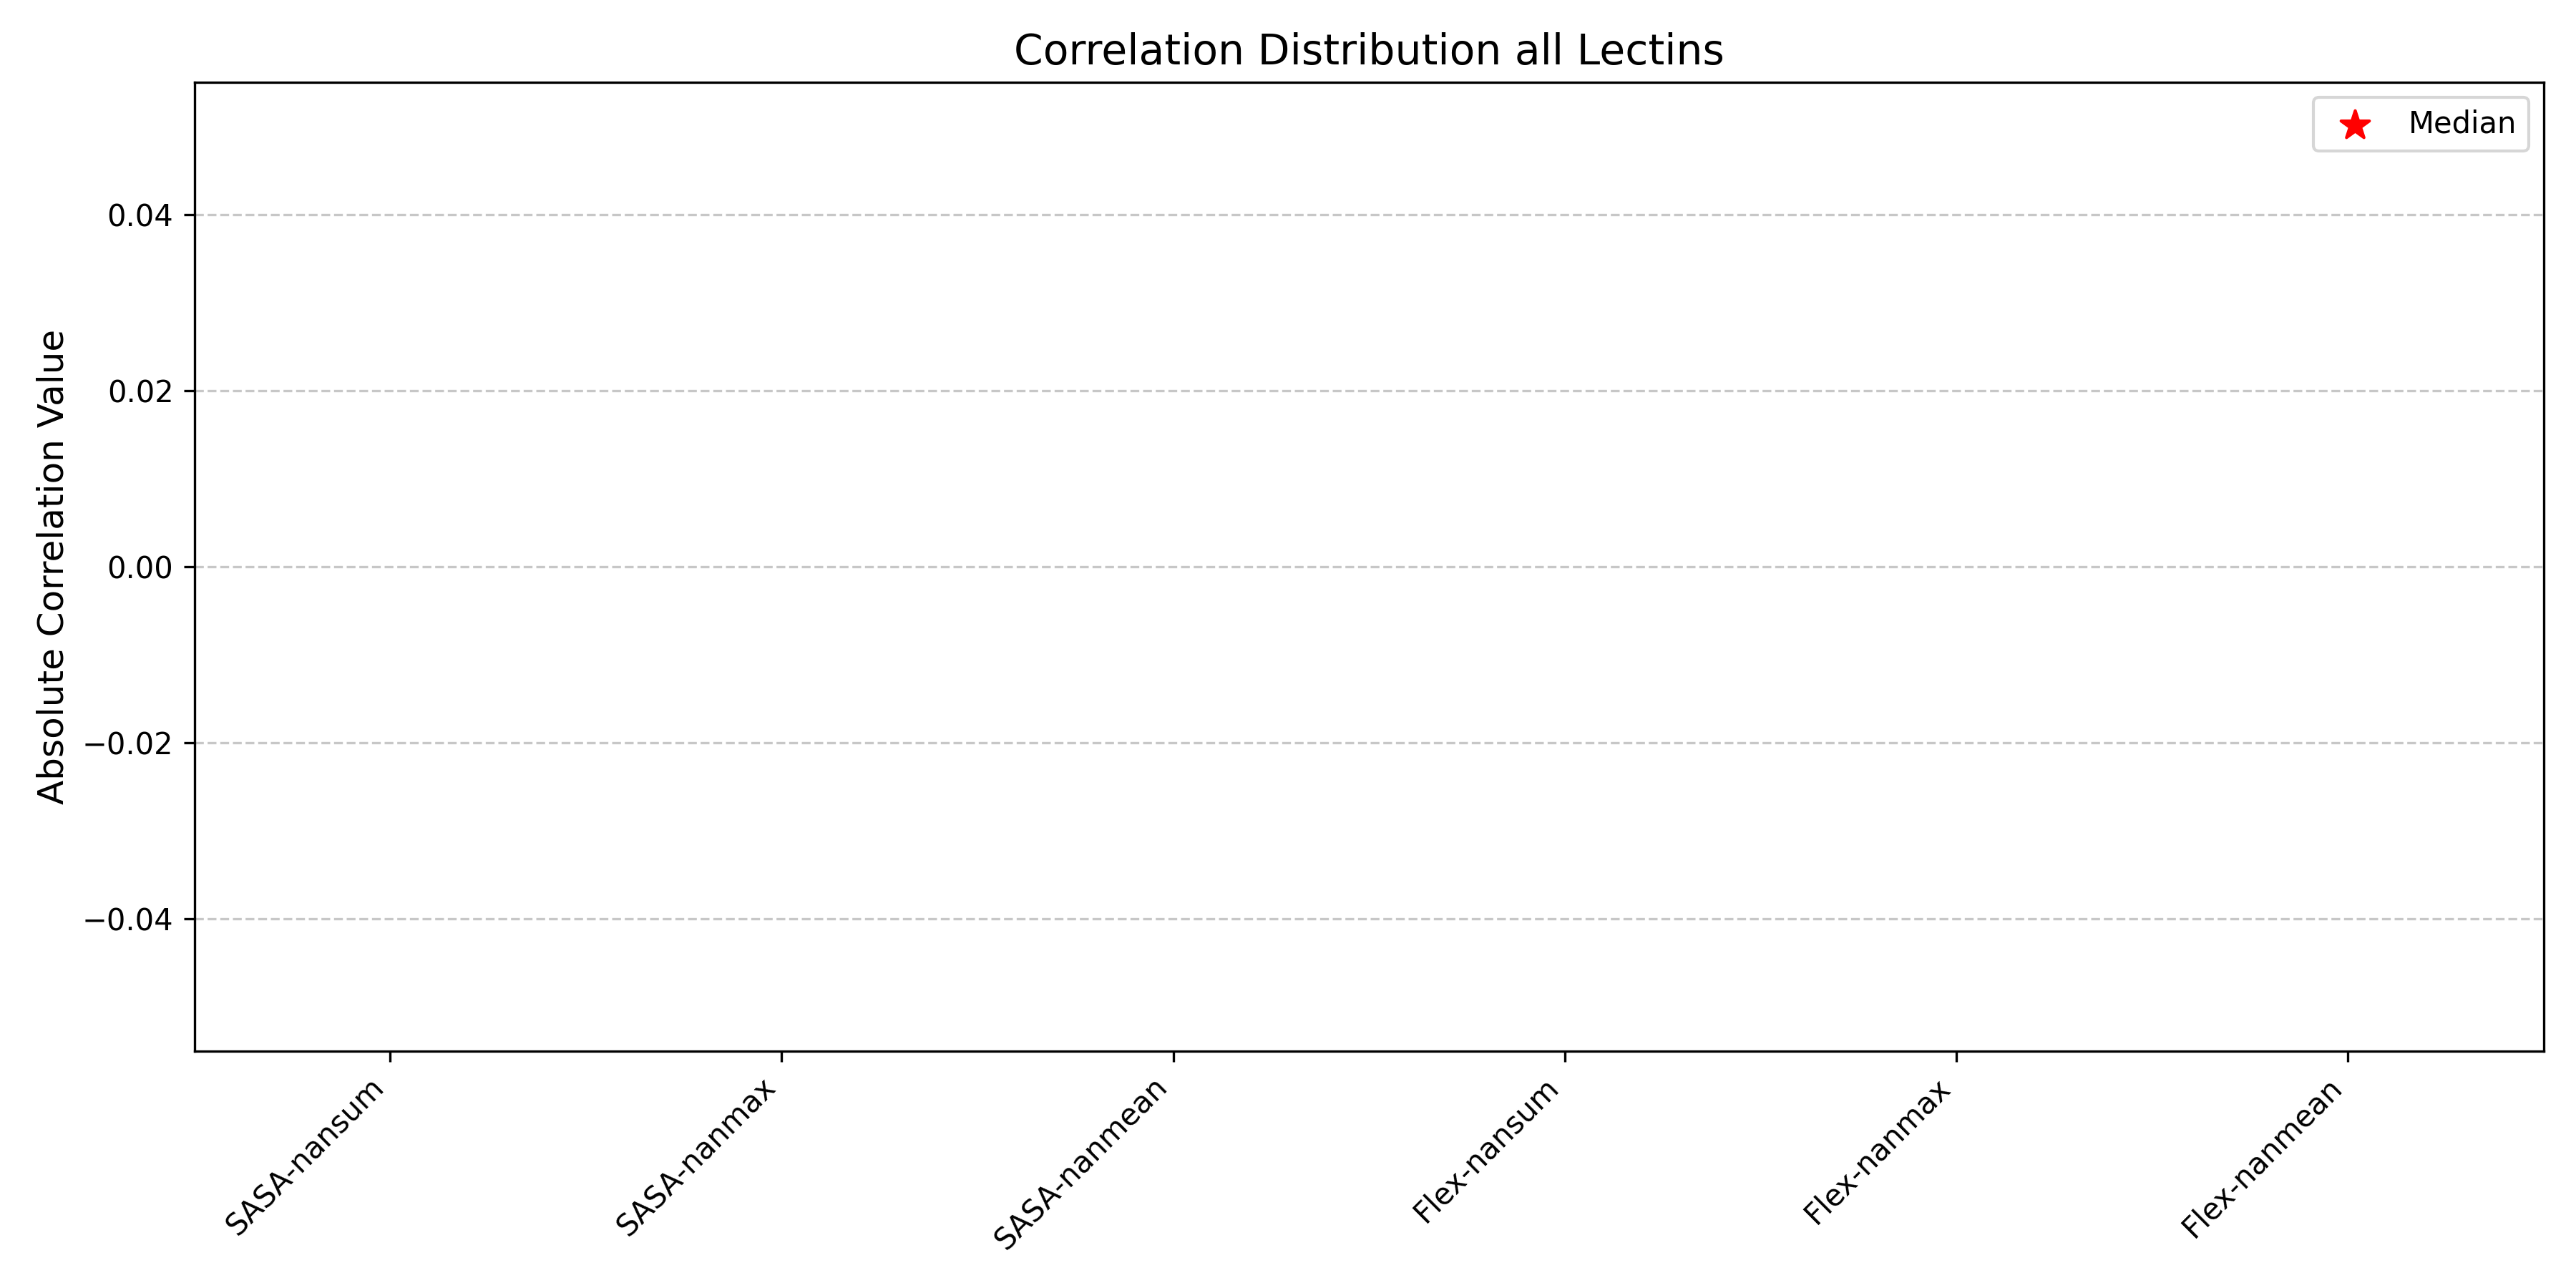 Correlation Distribution all Lectins
Median
Absolute Correlation Value
0.04
0.02
0.00
−0.02
−0.04
SASA-nansum
SASA-nanmax
SASA-nanmean
Flex-nansum
Flex-nanmax
Flex-nanmean